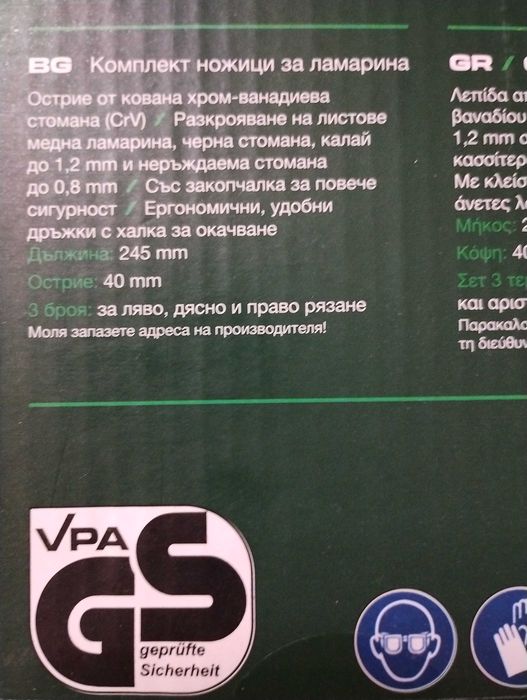 BG Комплект ножици за ламарина
Острие от кована хром-ванадиева
стомана (CrV) / Разкрояване на листове
медна ламарина, черна стомана, калай
до 1,2 mm и неръждаема стомана
до 0,8 mm / Със закопчалка за повече
сигурност / Ергономични, удобни
дръжки с халка за окачване
Дължина: 245 mm
Острие: 40 mm
3 броя: за ляво, дясно и право рязане
Моля запазете адреса на производителя!
GR /
Λεπίδα
βαναδίου
1,2 mm
κασσίτερ
Με κλείσ
άνετες
Μήκος:
Κόψη: 40
Σετ 3 τε
και αρισ
Παρακαλο
τη διεύθυν
VPA
GS
geprüfte
Sicherheit